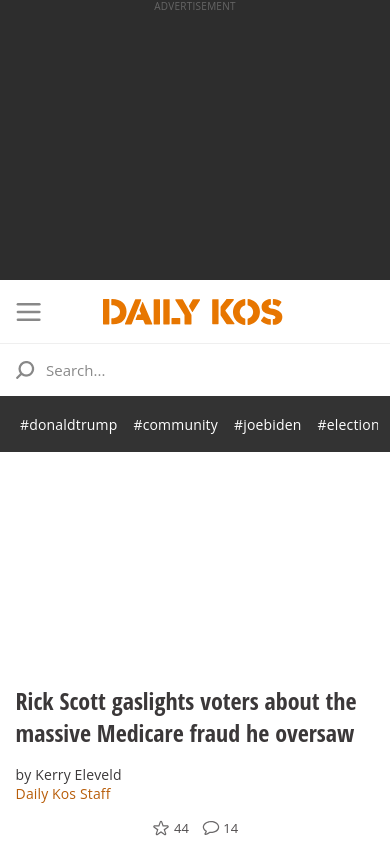 ADVERTISEMENT
DAILY KOS
Search...
#donaldtrump #community #joebiden #election
Rick Scott gaslights voters about the
massive Medicare fraud he oversaw
by Kerry Eleveld
Daily Kos Staff
44 14